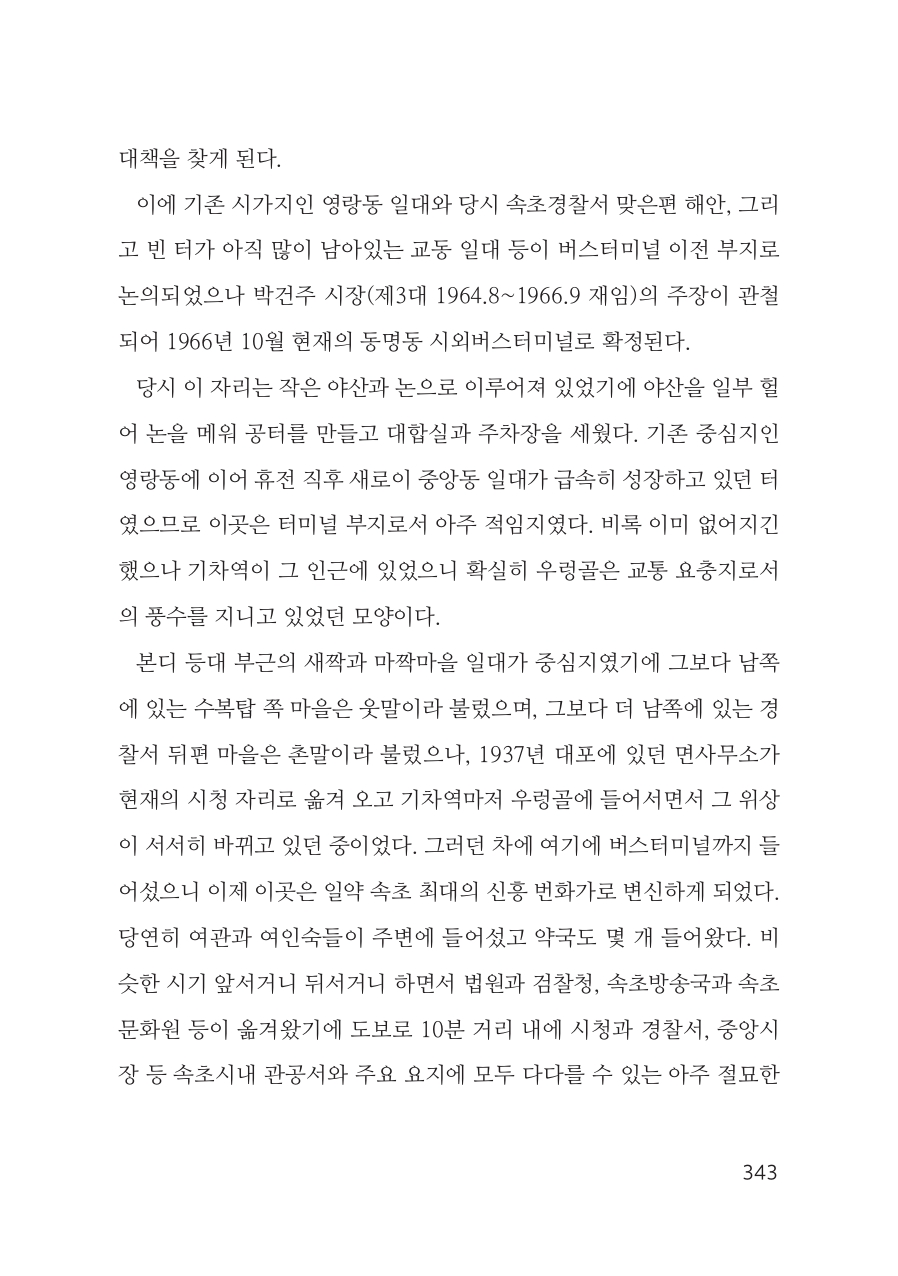 대책을 찾게 된다.
이에 기존 시가지인 영랑동 일대와 당시 속초경찰서 맞은편 해안, 그리
고 빈 터가 아직 많이 남아있는 교동 일대 등이 버스터미널 이전 부지로
논의되었으나 박건주 시장(제3대 1964.8~1966.9 재임)의 주장이 관철
되어 1966년 10월 현재의 동명동 시외버스터미널로 확정된다.
당시 이 자리는 작은 야산과 논으로 이루어져 있었기에 야산을 일부 헐
어 논을 메워 공터를 만들고 대합실과 주차장을 세웠다. 기존 중심지인
영랑동에 이어 휴전 직후 새로이 중앙동 일대가 급속히 성장하고 있던 터
였으므로 이곳은 터미널 부지로서 아주 적임지였다. 비록 이미 없어지긴
했으나 기차역이 그 인근에 있었으니 확실히 우렁골은 교통 요충지로서
의 풍수를 지니고 있었던 모양이다.
본디 등대 부근의 새짝과 마짝마을 일대가 중심지였기에 그보다 남쪽
에 있는 수복탑 쪽 마을은 웃말이라 불렀으며, 그보다 더 남쪽에 있는 경
찰서 뒤편 마을은 촌말이라 불렀으나, 1937년 대포에 있던 면사무소가
현재의 시청 자리로 옮겨 오고 기차역마저 우렁골에 들어서면서 그 위상
이 서서히 바뀌고 있던 중이었다. 그러던 차에 여기에 버스터미널까지 들
어섰으니 이제 이곳은 일약 속초 최대의 신흥 번화가로 변신하게 되었다.
당연히 여관과 여인숙들이 주변에 들어섰고 약국도 몇 개 들어왔다. 비
슷한 시기 앞서거니 뒤서거니 하면서 법원과 검찰청, 속초방송국과 속초
문화원 등이 옮겨왔기에 도보로 10분 거리 내에 시청과 경찰서, 중앙시
장 등 속초시내 관공서와 주요 요지에 모두 다다를 수 있는 아주 절묘한
343